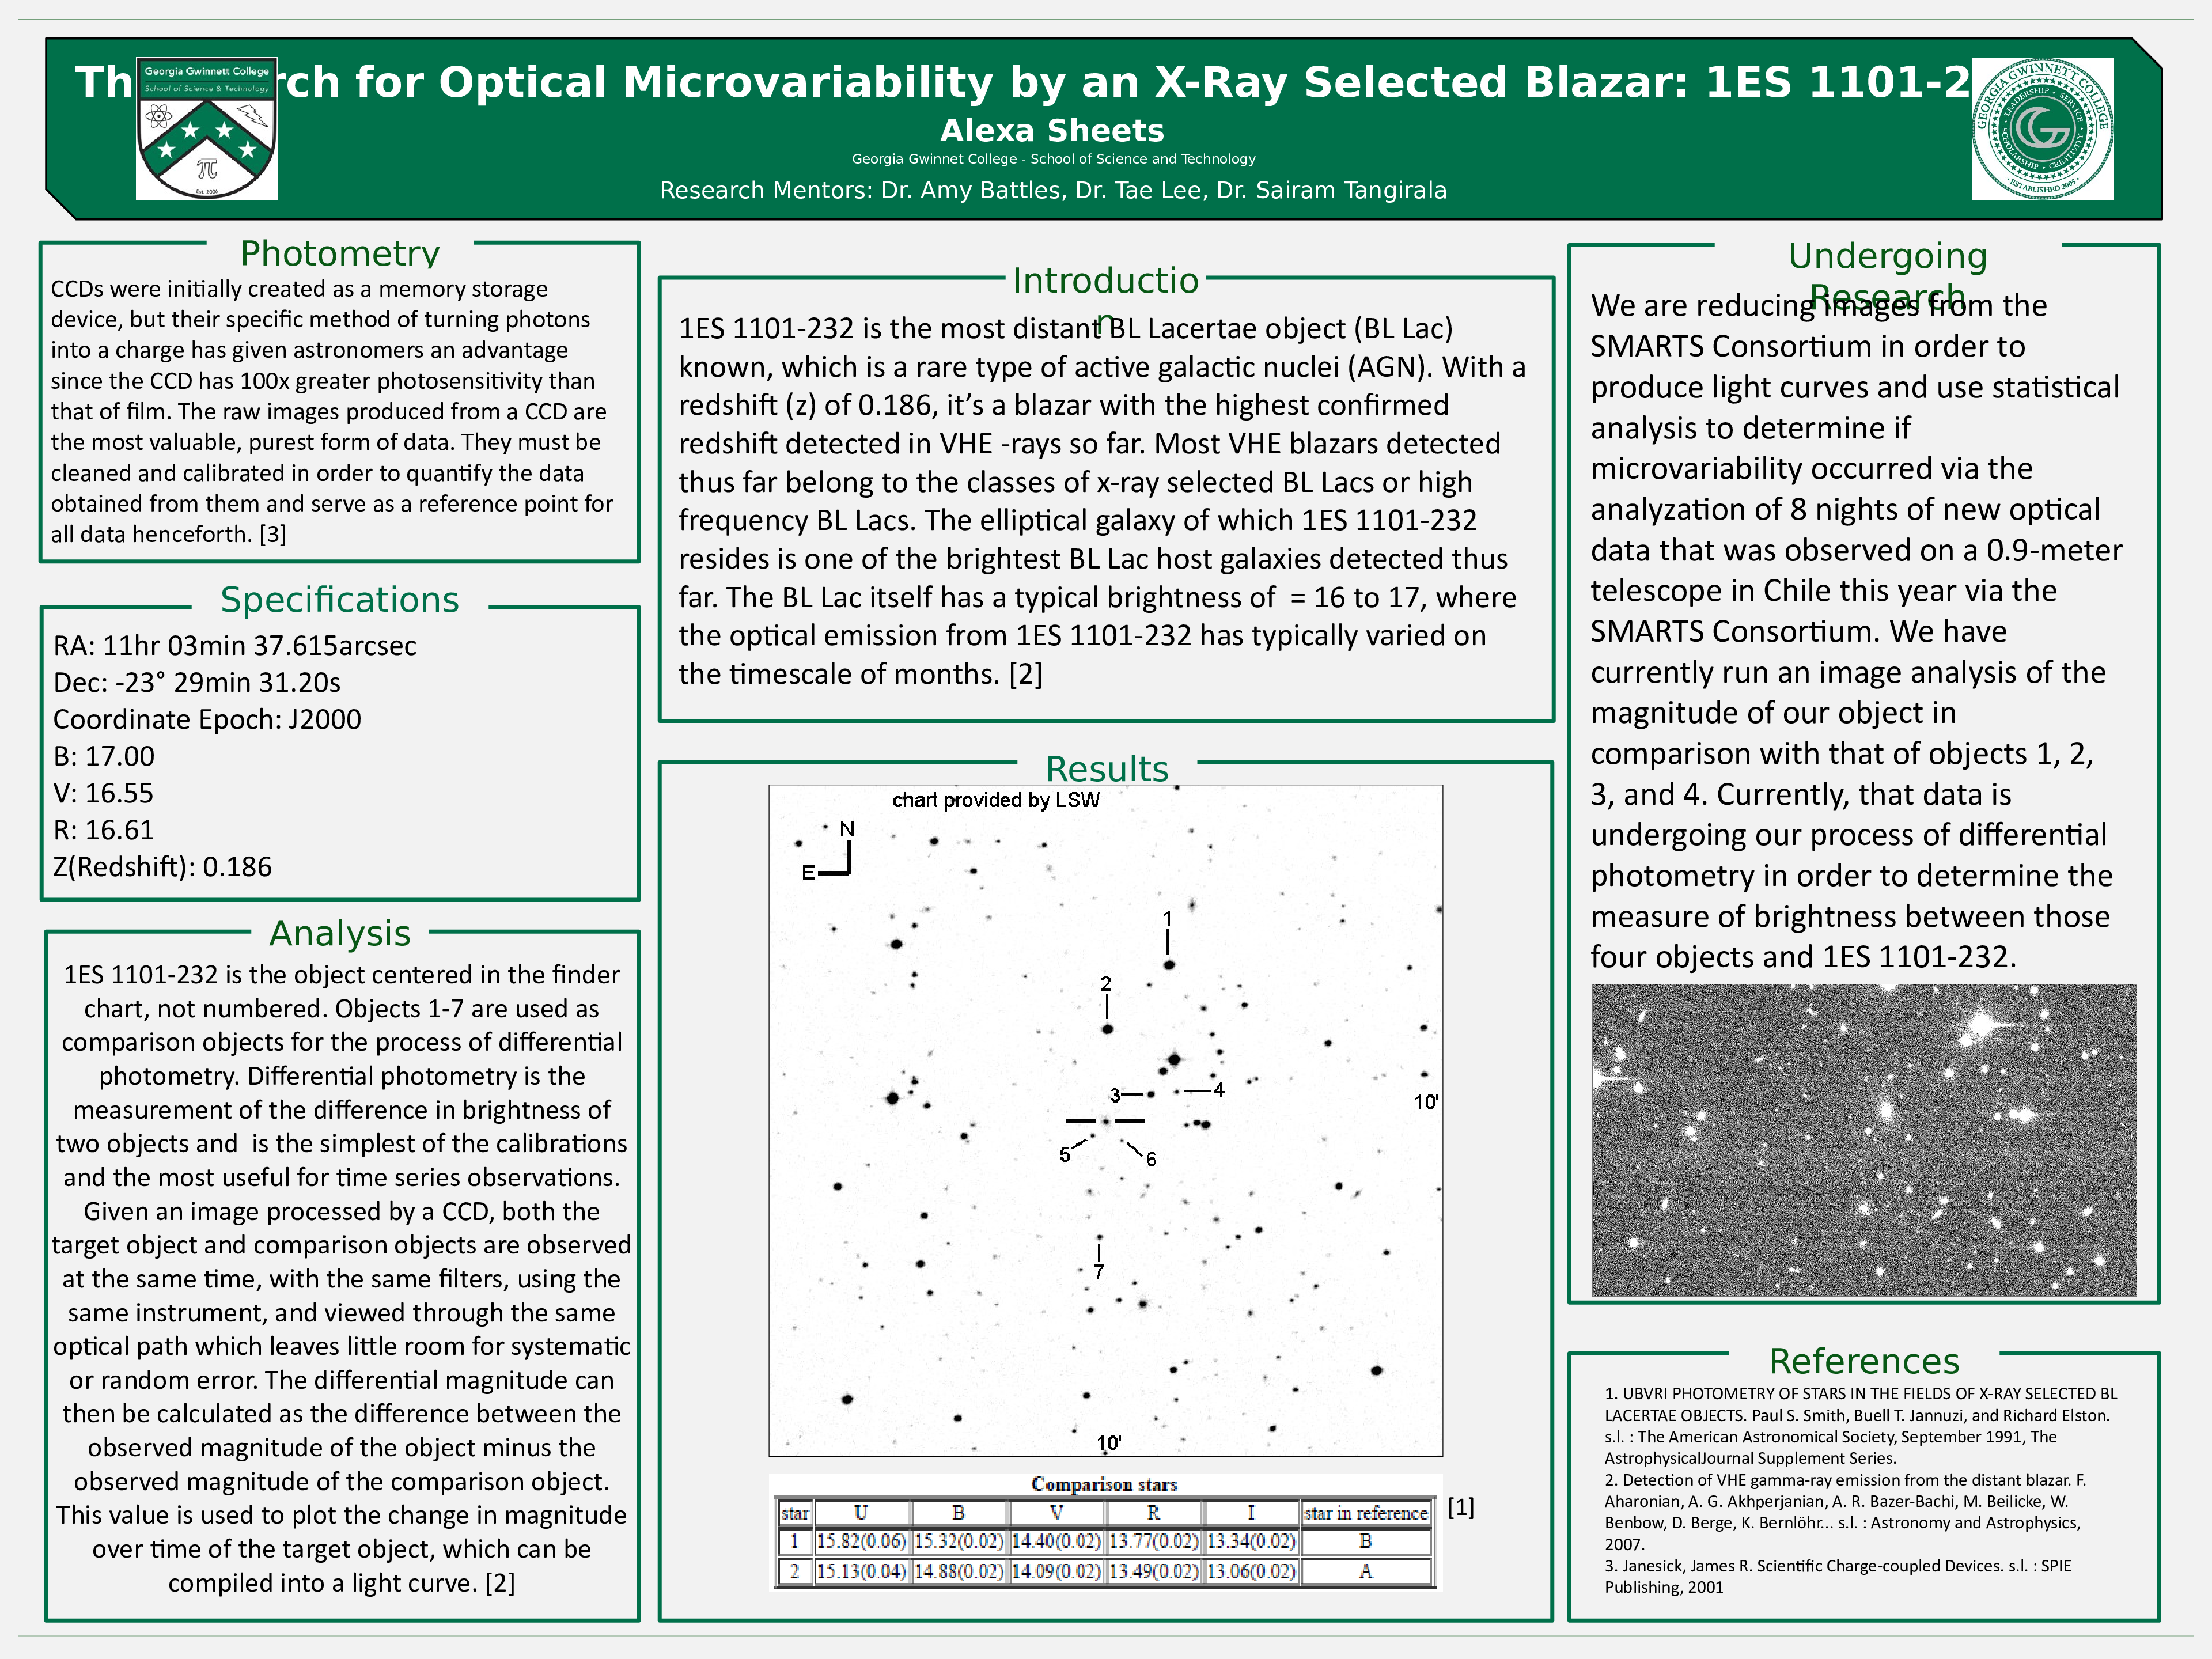 Th rch for Optical Microvariability by an X-Ray Selected Blazar: 1ES 1101-2
Alexa Sheets
Georgia Gwinnet College - School of Science and Technology
Research Mentors: Dr. Amy Battles, Dr. Tae Lee, Dr. Sairam Tangirala
Georgia Gwinnett College
School of Science & Technology
π
Est. 2006
GEORGIA GWINNETT COLLEGE
SCHOLARSHIP · LEADERSHIP · SERVICE · CREATIVITY
· ESTABLISHED 2005 ·
Photometry
CCDs were initially created as a memory storage
device, but their specific method of turning photons
into a charge has given astronomers an advantage
since the CCD has 100x greater photosensitivity than
that of film. The raw images produced from a CCD are
the most valuable, purest form of data. They must be
cleaned and calibrated in order to quantify the data
obtained from them and serve as a reference point for
all data henceforth. [3]
Specifications
RA: 11hr 03min 37.615arcsec
Dec: -23° 29min 31.20s
Coordinate Epoch: J2000
B: 17.00
V: 16.55
R: 16.61
Z(Redshift): 0.186
Analysis
1ES 1101-232 is the object centered in the finder
chart, not numbered. Objects 1-7 are used as
comparison objects for the process of differential
photometry. Differential photometry is the
measurement of the difference in brightness of
two objects and  is the simplest of the calibrations
and the most useful for time series observations.
Given an image processed by a CCD, both the
target object and comparison objects are observed
at the same time, with the same filters, using the
same instrument, and viewed through the same
optical path which leaves little room for systematic
or random error. The differential magnitude can
then be calculated as the difference between the
observed magnitude of the object minus the
observed magnitude of the comparison object.
This value is used to plot the change in magnitude
over time of the target object, which can be
compiled into a light curve. [2]
Introductio
n
1ES 1101-232 is the most distant BL Lacertae object (BL Lac)
known, which is a rare type of active galactic nuclei (AGN). With a
redshift (z) of 0.186, it’s a blazar with the highest confirmed
redshift detected in VHE -rays so far. Most VHE blazars detected
thus far belong to the classes of x-ray selected BL Lacs or high
frequency BL Lacs. The elliptical galaxy of which 1ES 1101-232
resides is one of the brightest BL Lac host galaxies detected thus
far. The BL Lac itself has a typical brightness of  = 16 to 17, where
the optical emission from 1ES 1101-232 has typically varied on
the timescale of months. [2]
Results
chart provided by LSW
N
E
1
2
3
4
10'
5
6
7
10'
Comparison stars
star U B V R I star in reference
1 15.82(0.06) 15.32(0.02) 14.40(0.02) 13.77(0.02) 13.34(0.02) B
2 15.13(0.04) 14.88(0.02) 14.09(0.02) 13.49(0.02) 13.06(0.02) A
[1]
Undergoing
Research
We are reducing images from the
SMARTS Consortium in order to
produce light curves and use statistical
analysis to determine if
microvariability occurred via the
analyzation of 8 nights of new optical
data that was observed on a 0.9-meter
telescope in Chile this year via the
SMARTS Consortium. We have
currently run an image analysis of the
magnitude of our object in
comparison with that of objects 1, 2,
3, and 4. Currently, that data is
undergoing our process of differential
photometry in order to determine the
measure of brightness between those
four objects and 1ES 1101-232.
References
1. UBVRI PHOTOMETRY OF STARS IN THE FIELDS OF X-RAY SELECTED BL
LACERTAE OBJECTS. Paul S. Smith, Buell T. Jannuzi, and Richard Elston.
s.l. : The American Astronomical Society, September 1991, The
AstrophysicalJournal Supplement Series.
2. Detection of VHE gamma-ray emission from the distant blazar. F.
Aharonian, A. G. Akhperjanian, A. R. Bazer-Bachi, M. Beilicke, W.
Benbow, D. Berge, K. Bernlöhr... s.l. : Astronomy and Astrophysics,
2007.
3. Janesick, James R. Scientific Charge-coupled Devices. s.l. : SPIE
Publishing, 2001